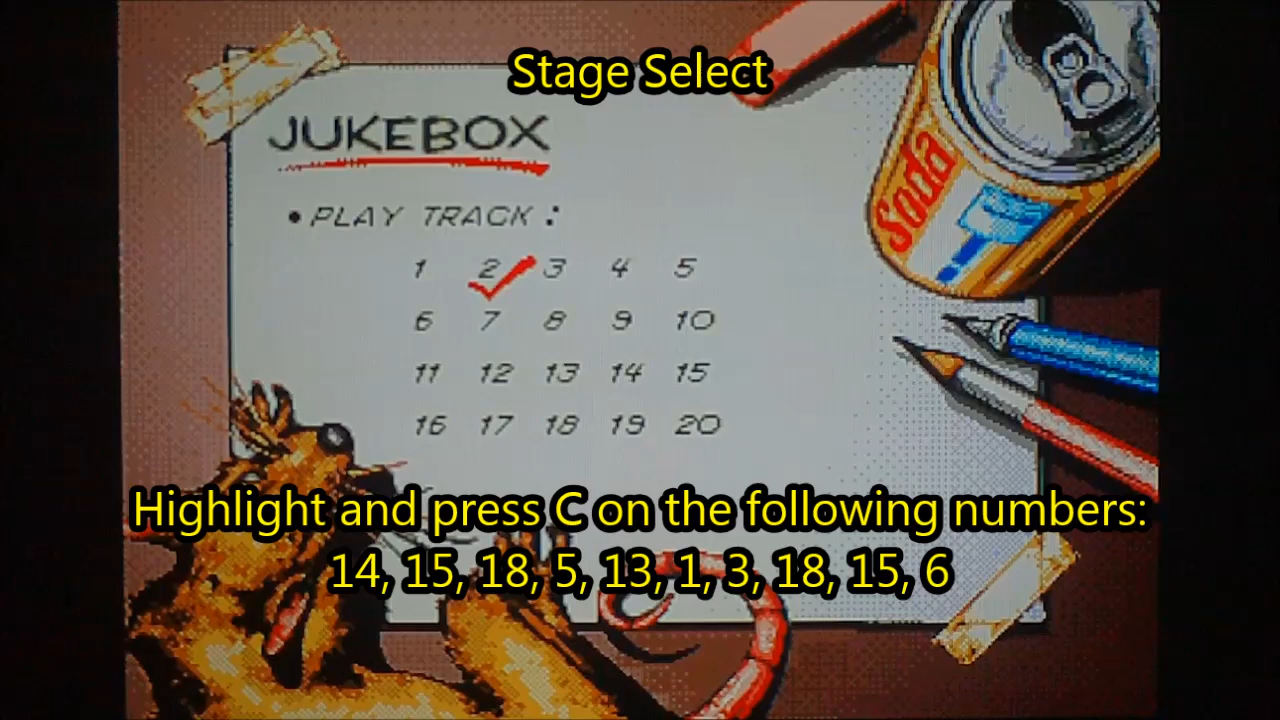 Stage Select
JUKEBOX
• PLAY TRACK :
1 2 3 4 5
6 7 8 9 10
11 12 13 14 15
16 17 18 19 20
Soda
Highlight and press C on the following numbers:
14, 15, 18, 5, 13, 1, 3, 18, 15, 6